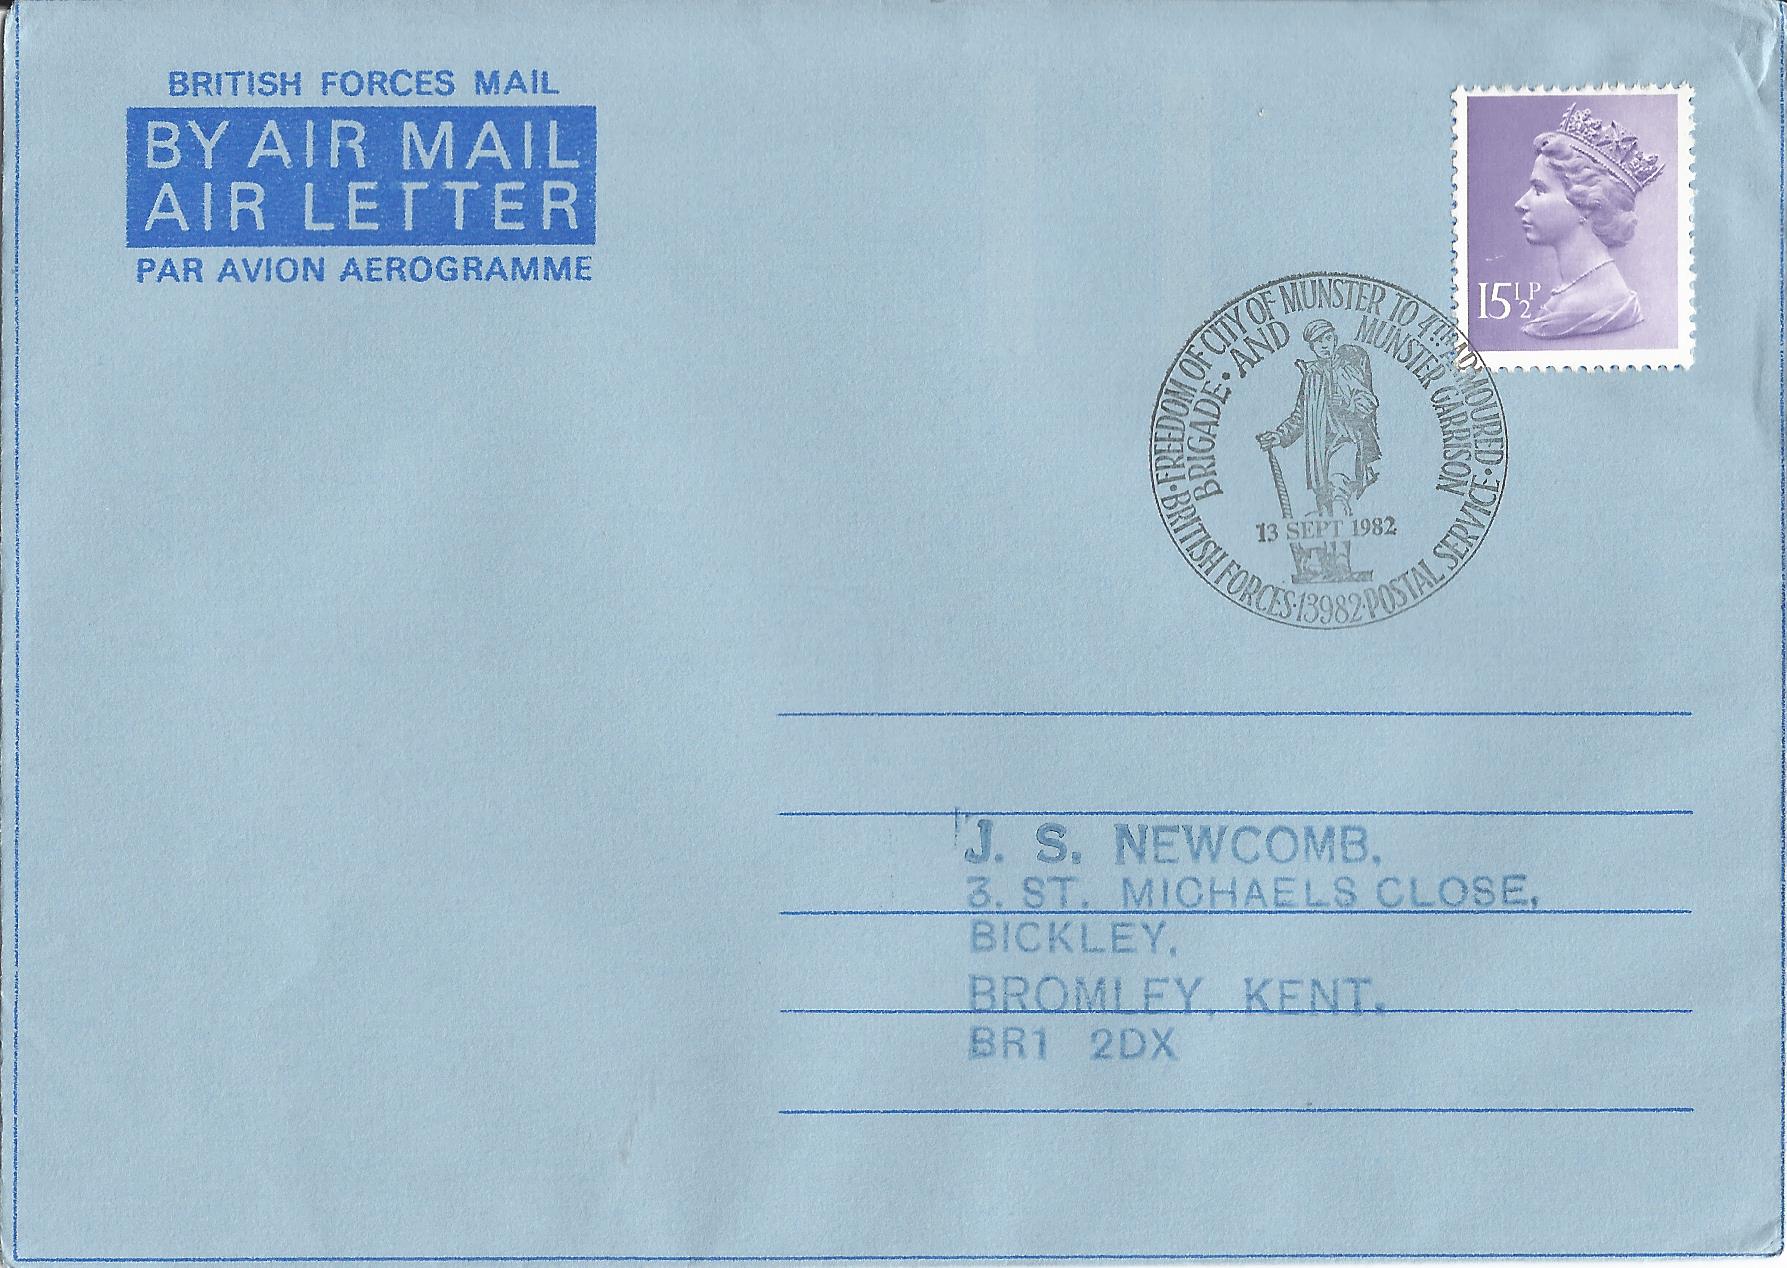 BRITISH FORCES MAIL
BY AIR MAIL
AIR LETTER
PAR AVION AEROGRAMME
15½P
• FREEDOM OF CITY OF MUNSTER TO 4TH ARMOURED •
BRIGADE • AND MUNSTER GARRISON
13 SEPT 1982
BRITISH FORCES • 13982 • POSTAL SERVICE
J. S. NEWCOMB.
3. ST. MICHAELS CLOSE,
BICKLEY,
BROMLEY, KENT.
BR1 2DX